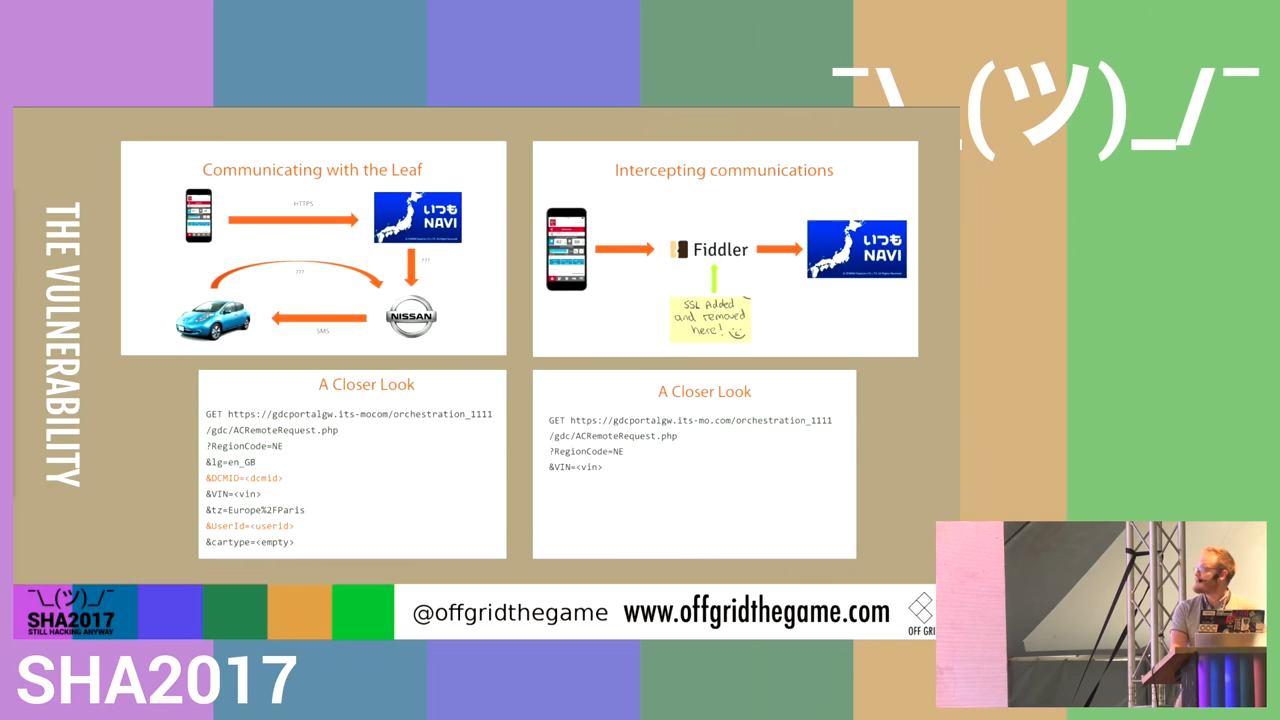 ¯\_(ツ)_/¯
THE VULNERABILITY
Communicating with the Leaf
HTTPS
いつも
NAVI
???
???
NISSAN
SMS
Intercepting communications
Fiddler
いつも
NAVI
SSL Added
and removed
here!
A Closer Look
GET https://gdcportalgw.its-mocom/orchestration_1111
/gdc/ACRemoteRequest.php
?RegionCode=NE
&lg=en_GB
&DCMID=<dcmid>
&VIN=<vin>
&tz=Europe%2FParis
&UserId=<userid>
&cartype=<empty>
A Closer Look
GET https://gdcportalgw.its-mo.com/orchestration_1111
/gdc/ACRemoteRequest.php
?RegionCode=NE
&VIN=<vin>
¯\_(ツ)_/¯
SHA2017
STILL HACKING ANYWAY
@offgridthegame www.offgridthegame.com
OFF GRI
SHA2017